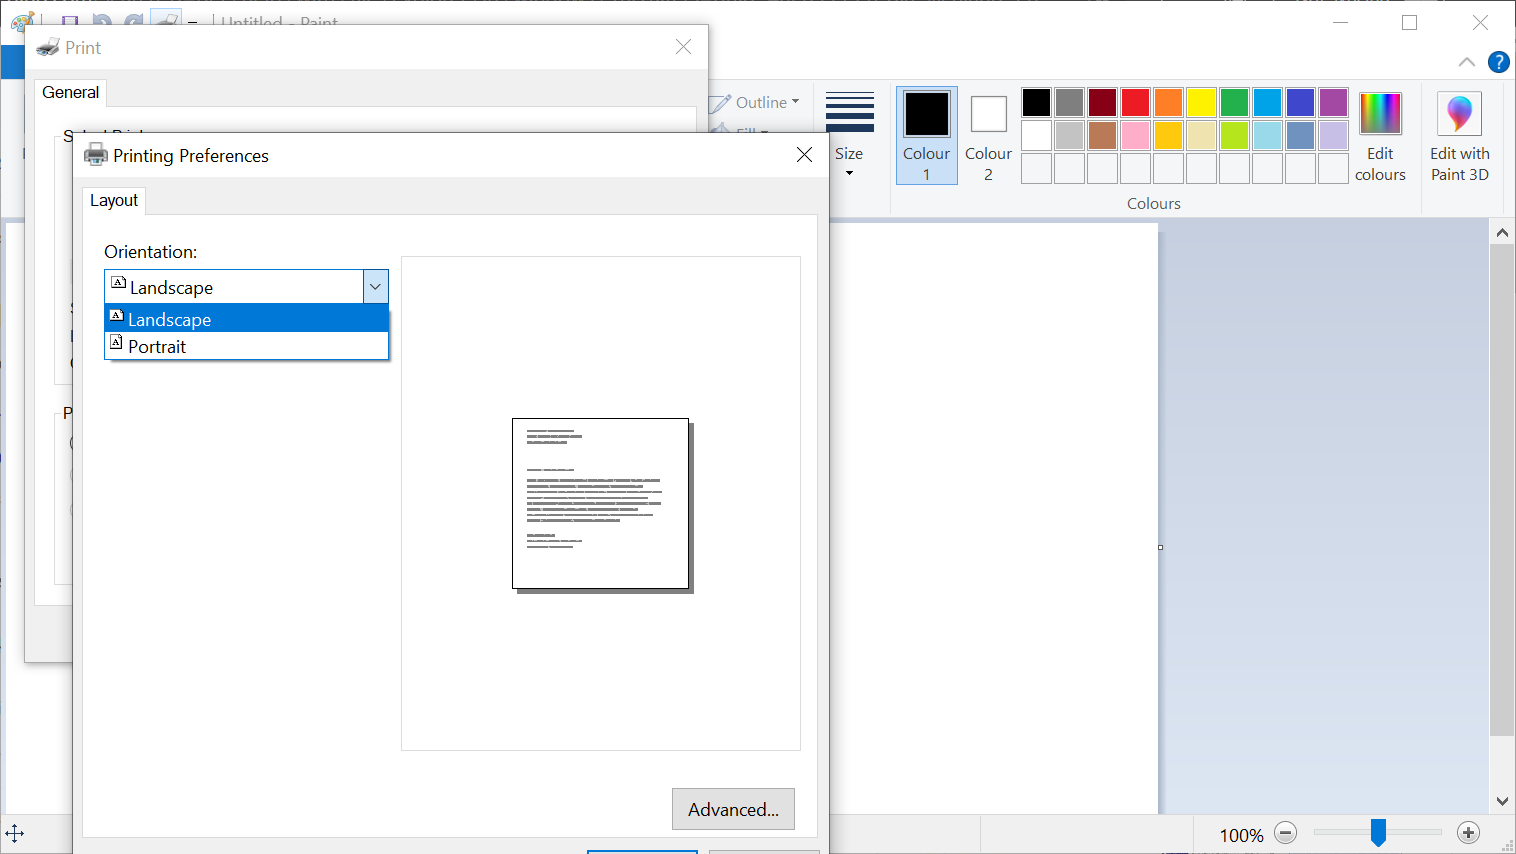 Untitled - Paint
Print
General
Outline
Size
Colour
1
Colour
2
Edit
colours
Edit with
Paint 3D
Colours
Printing Preferences
Layout
Orientation:
Landscape
Landscape
Portrait
Advanced...
100%